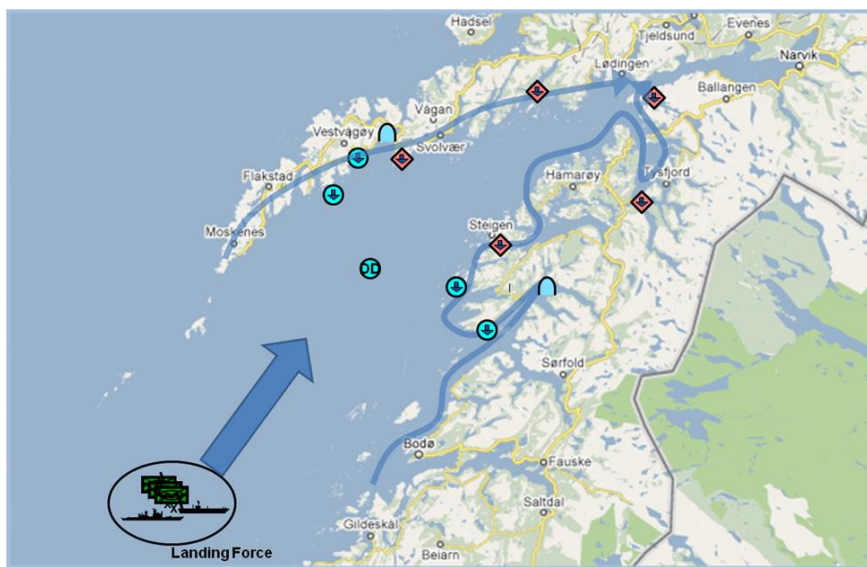 Hadsel
Tjeldsund
Evenes
Lødingen
Narvik
Ballangen
Vågan
Vestvågøy
Svolvær
Flakstad
Hamarøy
Tysfjord
Moskenes
Steigen
DD
Sørfold
Bodø
Fauske
Saltdal
Gildeskål
Beiarn
Landing Force